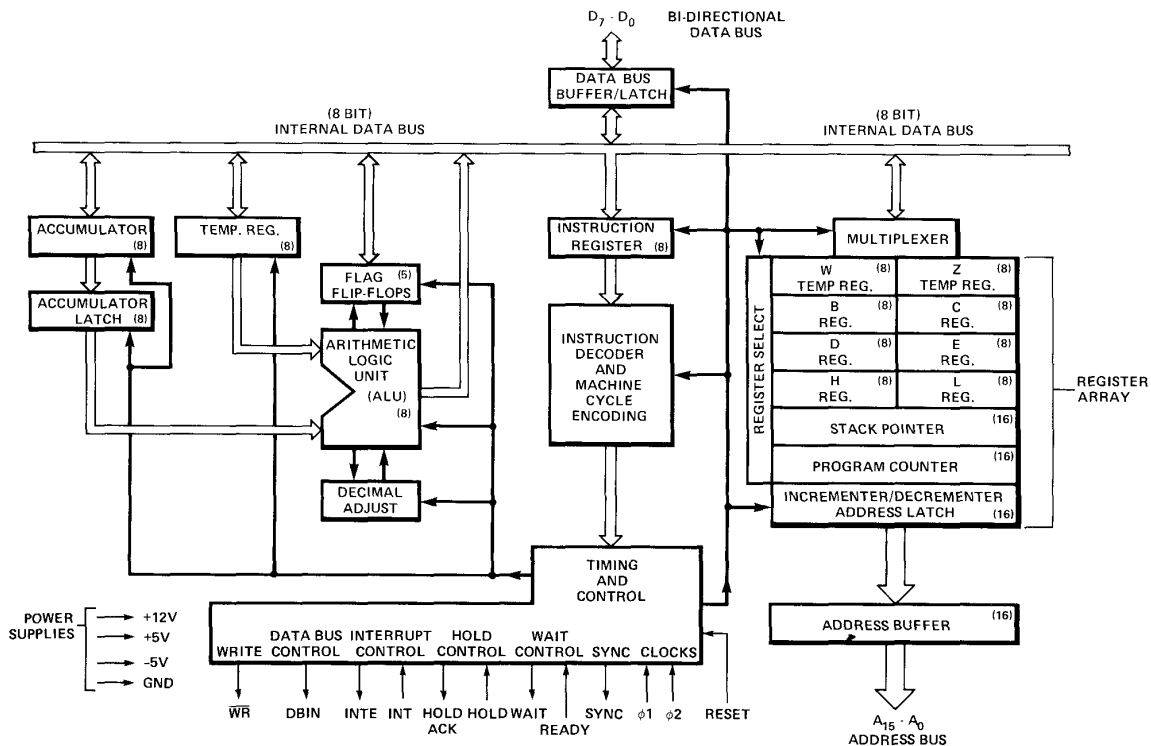 D7 - D0
BI-DIRECTIONAL
DATA BUS
DATA BUS
BUFFER/LATCH
(8 BIT)
INTERNAL DATA BUS
(8 BIT)
INTERNAL DATA BUS
ACCUMULATOR
(8)
TEMP. REG.
(8)
INSTRUCTION
REGISTER (8)
MULTIPLEXER
ACCUMULATOR
LATCH (8)
FLAG (5)
FLIP-FLOPS
ARITHMETIC
LOGIC
UNIT
(ALU)
(8)
DECIMAL
ADJUST
INSTRUCTION
DECODER
AND
MACHINE
CYCLE
ENCODING
REGISTER SELECT
W (8)
TEMP REG.
Z (8)
TEMP REG.
B (8)
REG.
C (8)
REG.
D (8)
REG.
E (8)
REG.
H (8)
REG.
L (8)
REG.
STACK POINTER (16)
PROGRAM COUNTER (16)
INCREMENTER/DECREMENTER
ADDRESS LATCH (16)
REGISTER
ARRAY
TIMING
AND
CONTROL
ADDRESS BUFFER (16)
A15 - A0
ADDRESS BUS
POWER
SUPPLIES
+12V
+5V
-5V
GND
WRITE
DATA BUS
CONTROL
INTERRUPT
CONTROL
HOLD
CONTROL
WAIT
CONTROL
SYNC
CLOCKS
WR
DBIN
INTE
INT
HOLD
ACK
HOLD
WAIT
READY
SYNC
ϕ1
ϕ2
RESET